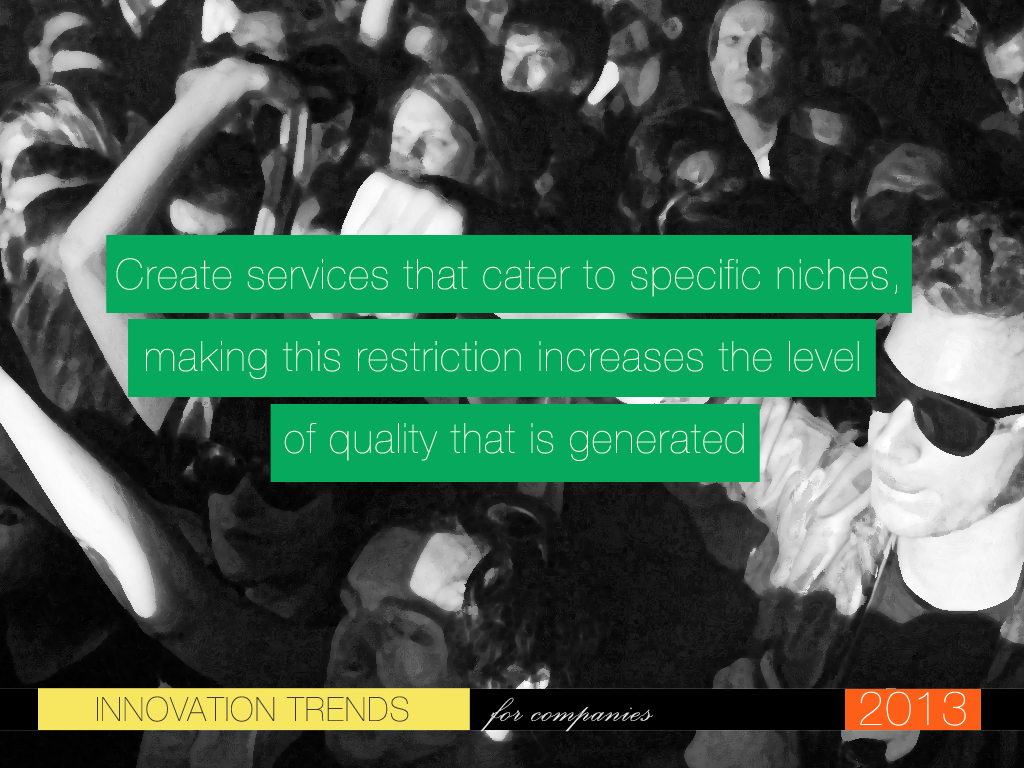 Create services that cater to specific niches,
making this restriction increases the level
of quality that is generated
INNOVATION TRENDS for companies 2013